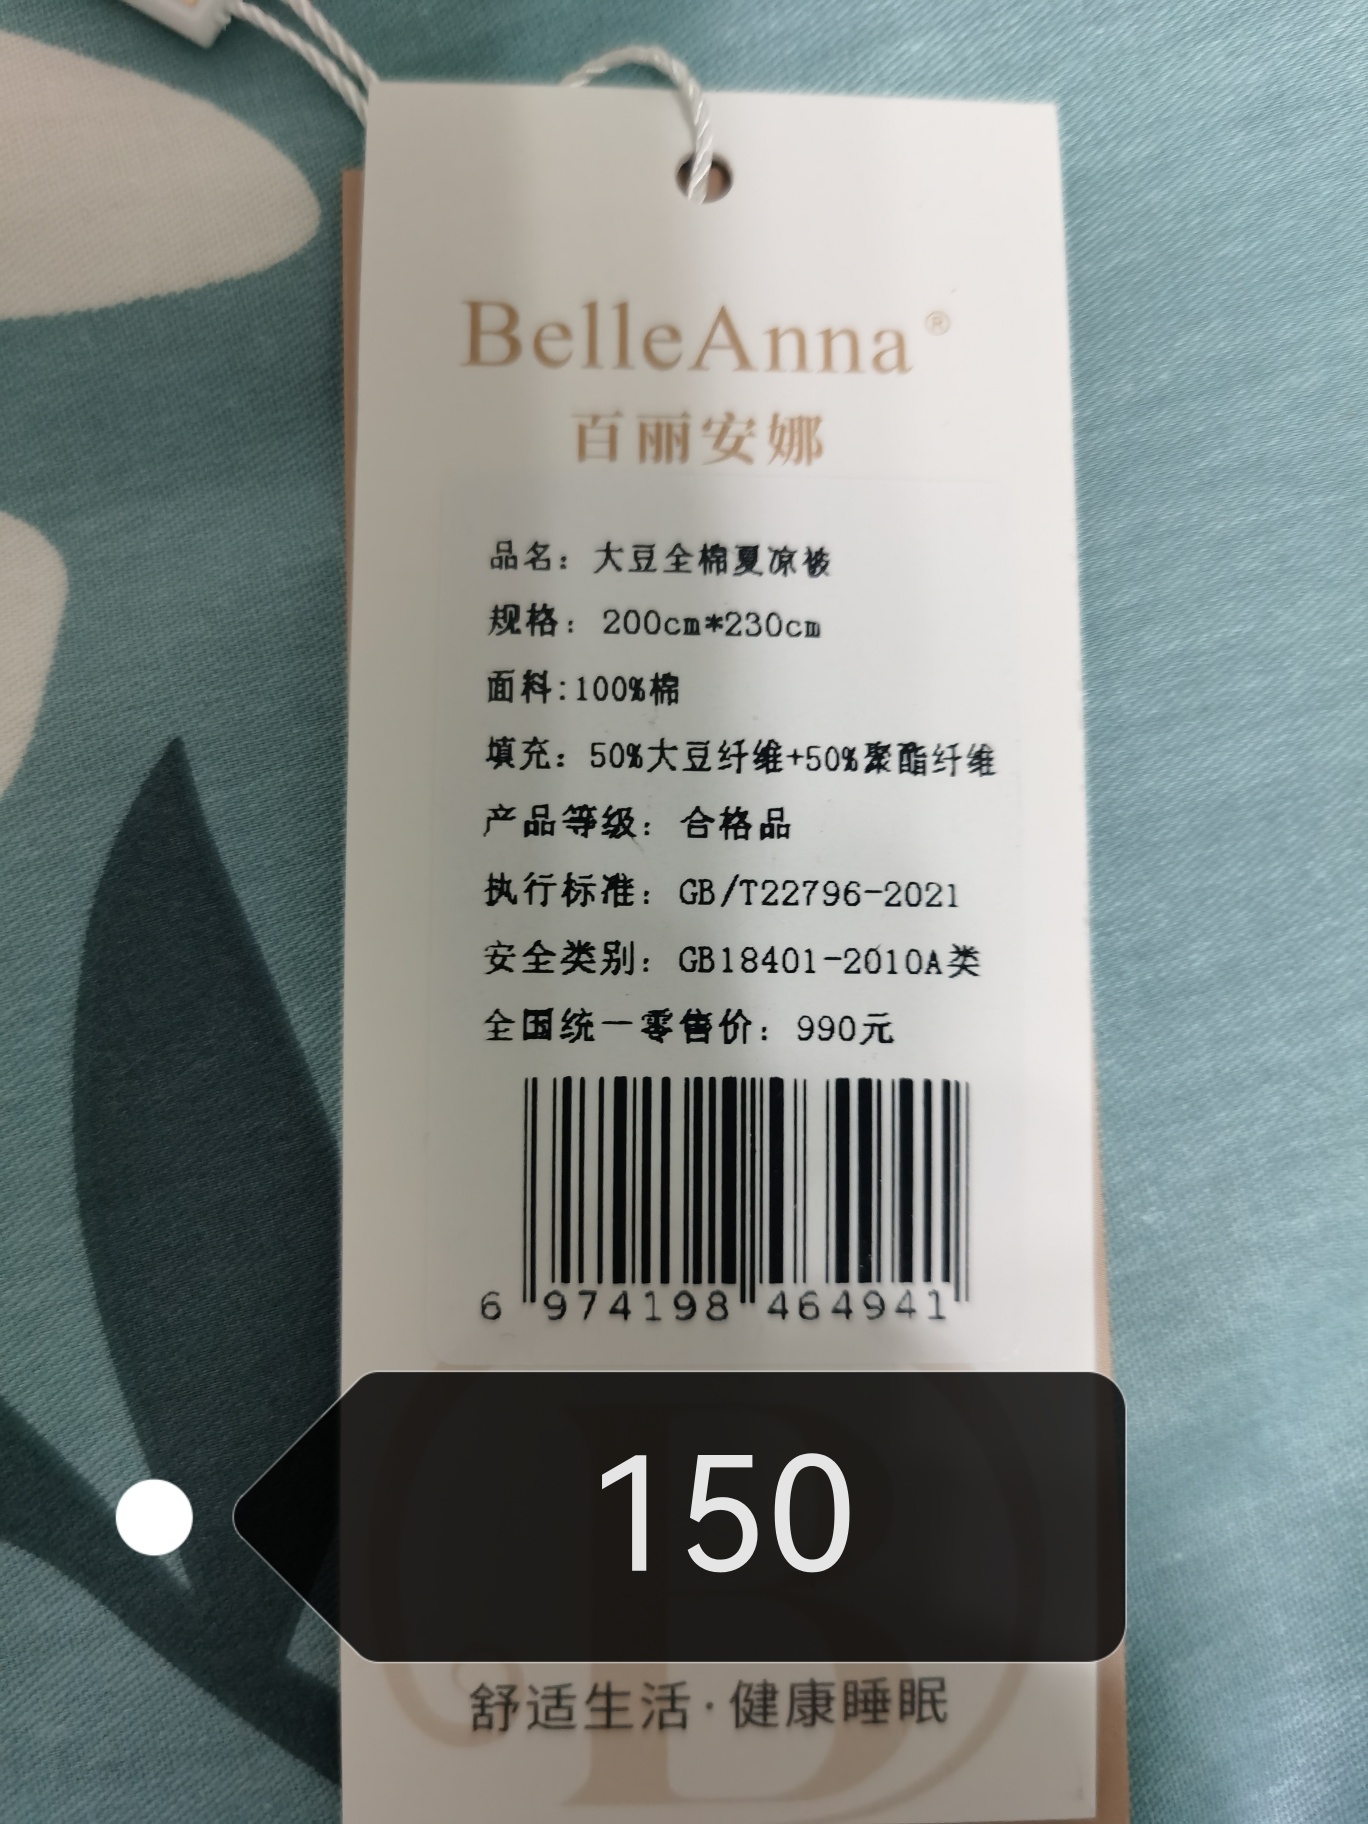 BelleAnna®
百丽安娜
品名：大豆全棉夏凉被
规格：200cm*230cm
面料:100%棉
填充：50%大豆纤维+50%聚酯纤维
产品等级：合格品
执行标准：GB/T22796-2021
安全类别：GB18401-2010A类
全国统一零售价：990元
6 974198 464941
150
舒适生活·健康睡眠